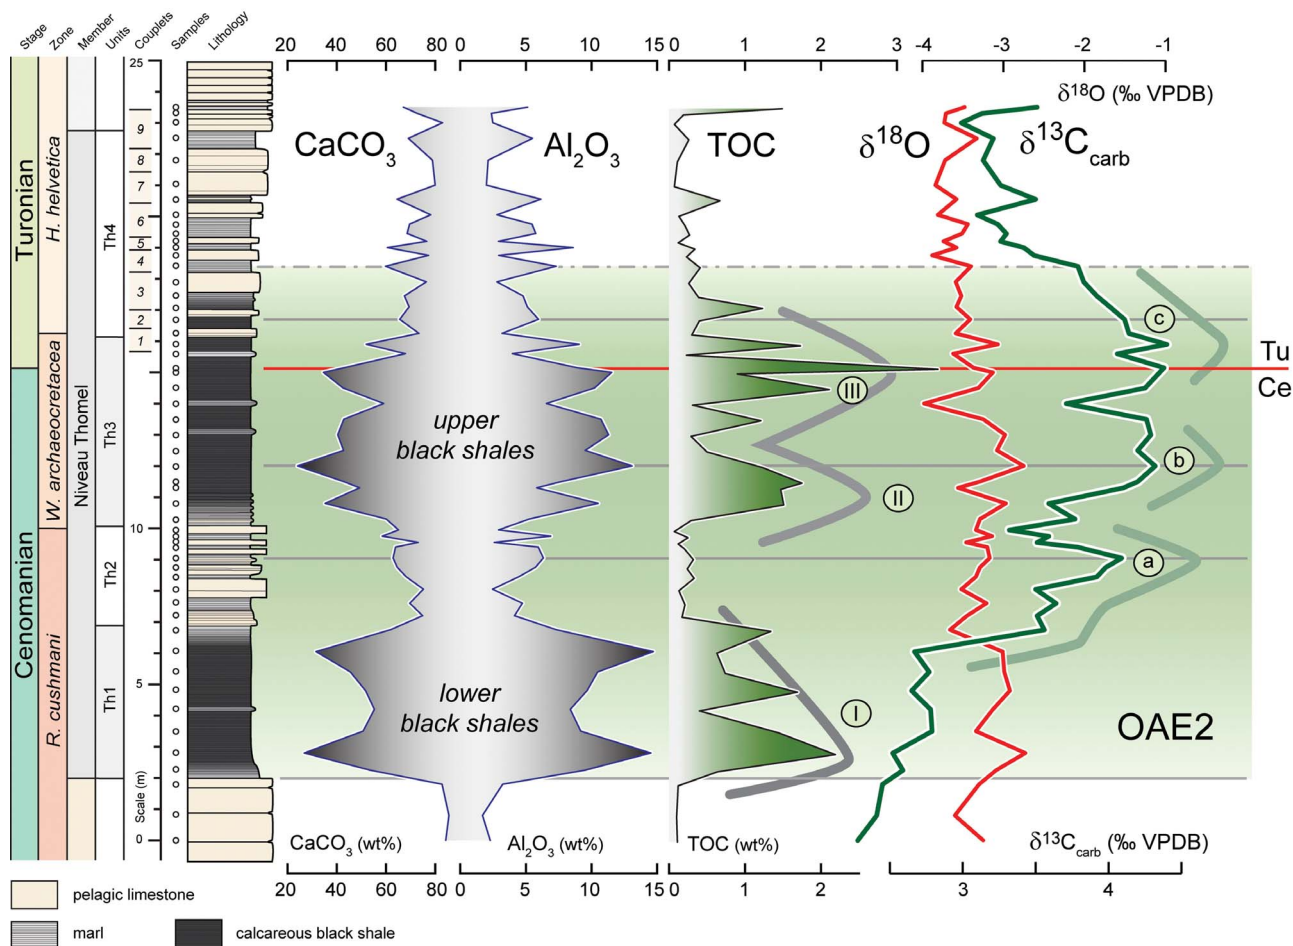 Stage
Zone
Member
Units
Couplets
Samples
Lithology
20 40 60 80 0 5 10 15 0 1 2 3 -4 -3 -2 -1
25
δ18O (‰ VPDB)
CaCO3
Al2O3
TOC
δ18O
δ13Ccarb
Turonian
Cenomanian
H. helvetica
W. archaeocretacea
R. cushmani
Niveau Thomel
Th4
Th3
Th2
Th1
9
8
7
6
5
4
3
2
1
10
5
Scale (m)
0
upper
black shales
lower
black shales
III
II
I
c
b
a
Tu
Ce
OAE2
CaCO3 (wt%)
Al2O3 (wt%)
TOC (wt%)
δ13Ccarb (‰ VPDB)
20 40 60 80 0 5 10 15 0 1 2 3 4
pelagic limestone
marl
calcareous black shale